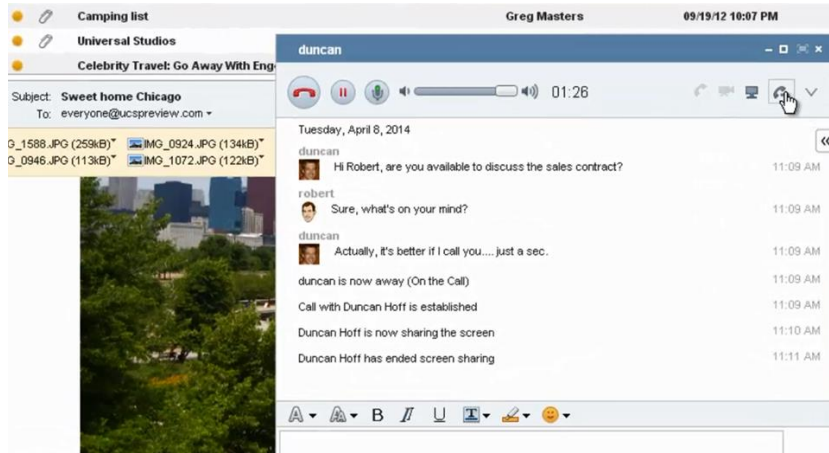 Camping list Greg Masters 09/19/12 10:07 PM
Universal Studios
Celebrity Travel: Go Away With Eng
duncan
Subject: Sweet home Chicago
To: everyone@ucspreview.com
01:26
G_1588.JPG (259kB) IMG_0924.JPG (134kB)
G_0946.JPG (113kB) IMG_1072.JPG (122kB)
Tuesday, April 8, 2014
duncan
Hi Robert, are you available to discuss the sales contract? 11:09 AM
robert
Sure, what's on your mind? 11:09 AM
duncan
Actually, it's better if I call you.... just a sec. 11:09 AM
duncan is now away (On the Call) 11:09 AM
Call with Duncan Hoff is established 11:09 AM
Duncan Hoff is now sharing the screen 11:10 AM
Duncan Hoff has ended screen sharing 11:11 AM
A A B I U T